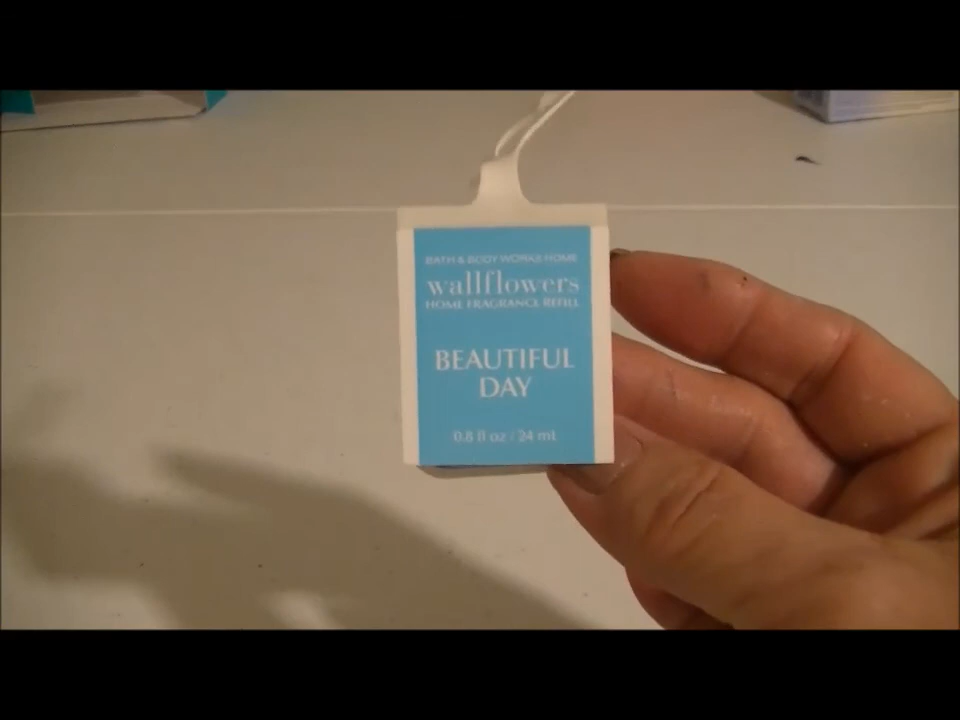 BATH & BODY WORKS HOME
wallflowers
HOME FRAGRANCE REFILL
BEAUTIFUL
DAY
0.8 fl oz / 24 mL